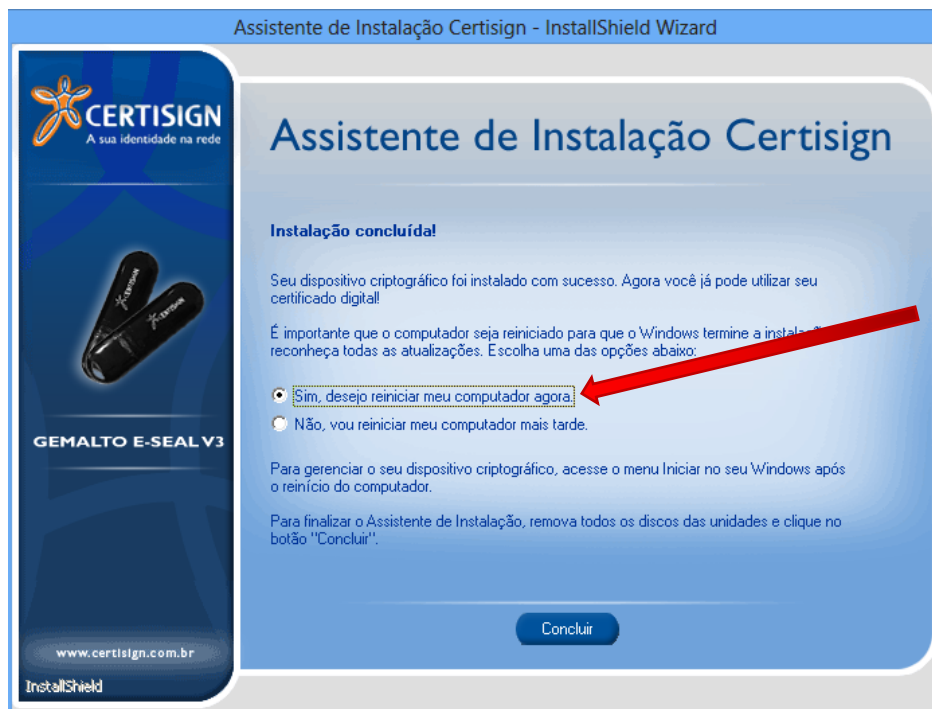 Assistente de Instalação Certisign - InstallShield Wizard
CERTISIGN
A sua identidade na rede
Assistente de Instalação Certisign
Instalação concluída!
Seu dispositivo criptográfico foi instalado com sucesso. Agora você já pode utilizar seu
certificado digital!
É importante que o computador seja reiniciado para que o Windows termine a
reconheça todas as atualizações. Escolha uma das opções abaixo:
Sim, desejo reiniciar meu computador agora.
Não, vou reiniciar meu computador mais tarde.
GEMALTO E-SEAL V3
Para gerenciar o seu dispositivo criptográfico, acesse o menu Iniciar no seu Windows após
o reinício do computador.
Para finalizar o Assistente de Instalação, remova todos os discos das unidades e clique no
botão "Concluir".
Concluir
www.certisign.com.br
InstallShield